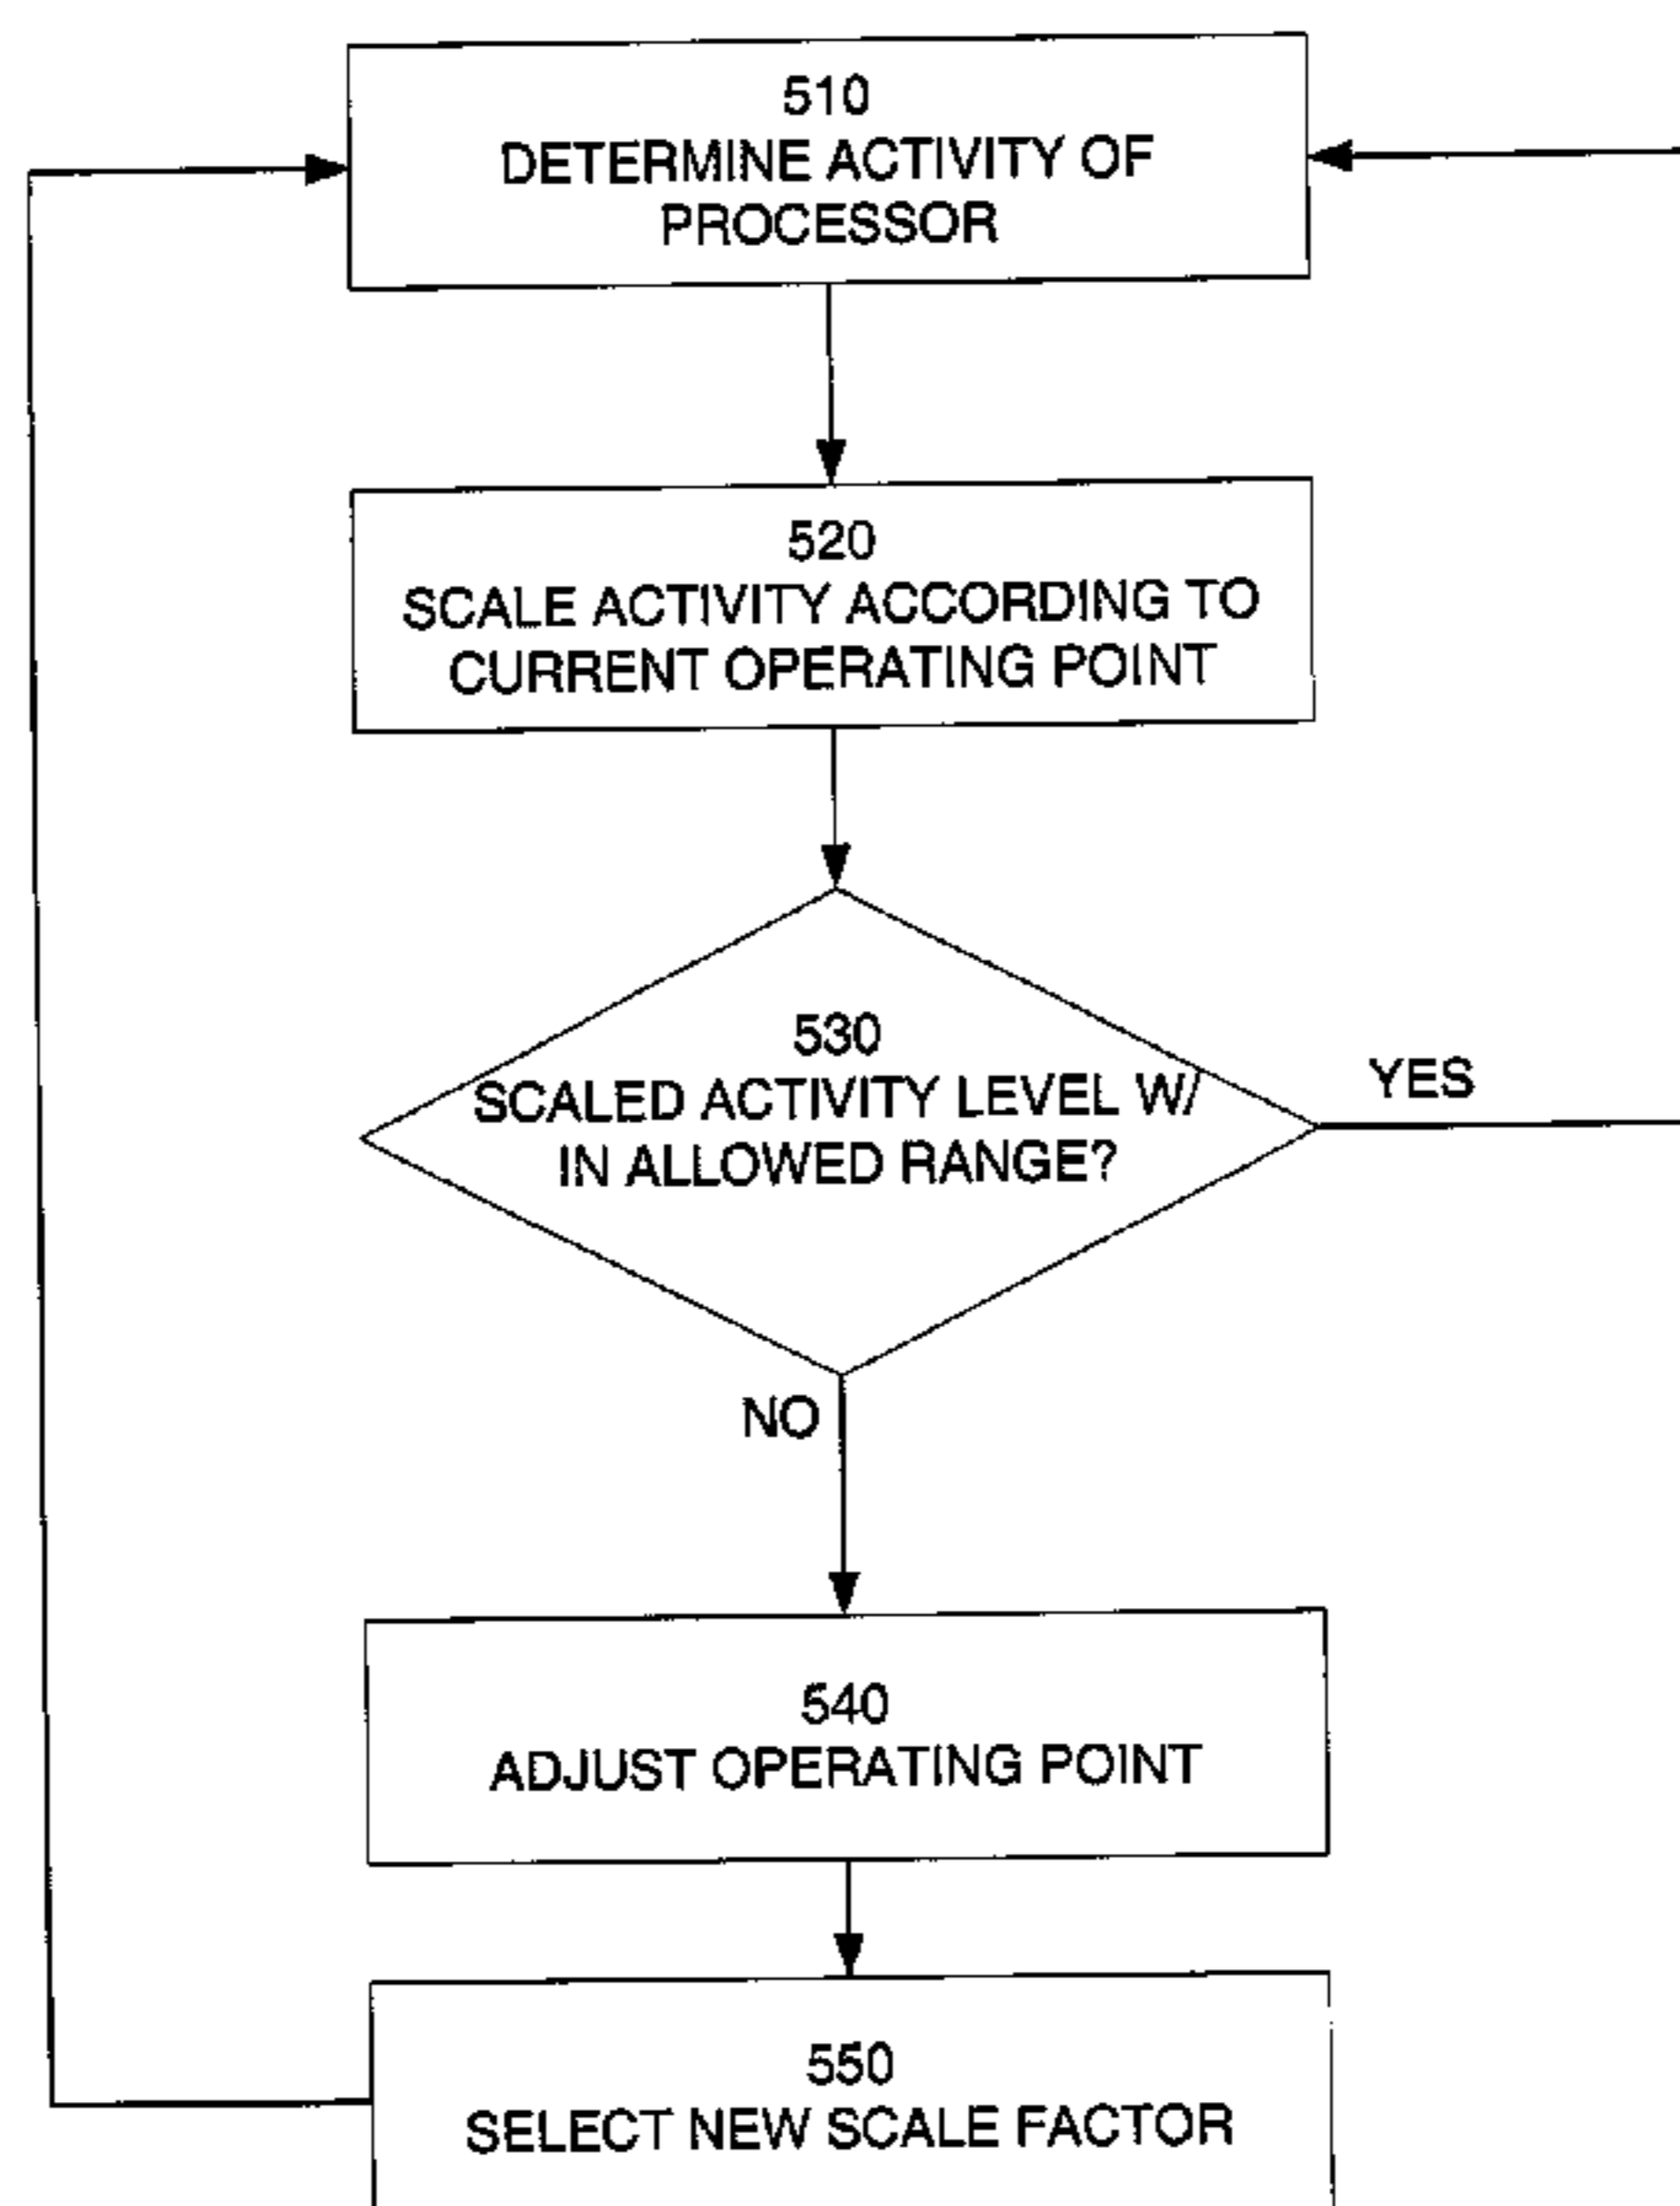 510
DETERMINE ACTIVITY OF
PROCESSOR
520
SCALE ACTIVITY ACCORDING TO
CURRENT OPERATING POINT
530
SCALED ACTIVITY LEVEL W/
IN ALLOWED RANGE?
YES
NO
540
ADJUST OPERATING POINT
550
SELECT NEW SCALE FACTOR